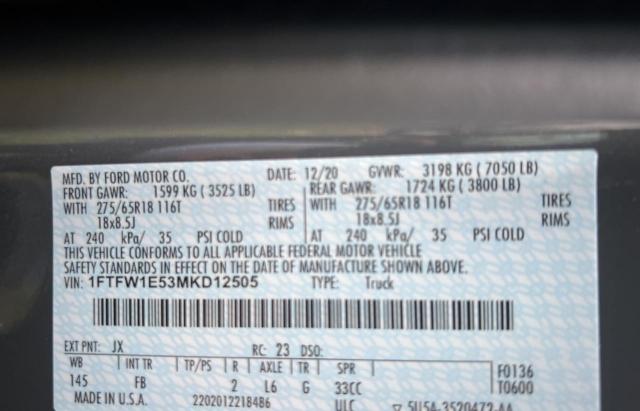 MFD. BY FORD MOTOR CO. DATE: 12/20 GVWR: 3198 KG ( 7050 LB)
FRONT GAWR: 1599 KG ( 3525 LB) REAR GAWR: 1724 KG ( 3800 LB)
WITH 275/65R18 116T TIRES WITH 275/65R18 116T TIRES
18x8.5J RIMS 18x8.5J RIMS
AT 240 kPa/ 35 PSI COLD AT 240 kPa/ 35 PSI COLD
THIS VEHICLE CONFORMS TO ALL APPLICABLE FEDERAL MOTOR VEHICLE
SAFETY STANDARDS IN EFFECT ON THE DATE OF MANUFACTURE SHOWN ABOVE.
VIN: 1FTFW1E53MKD12505 TYPE: Truck
EXT PNT: JX RC: 23 DSO:
WB INT TR TP/PS R AXLE TR SPR F0136
145 FB 2 L6 G 33CC T0600
MADE IN U.S.A. 2202012218486 ULC 5U5A-3520472-AA